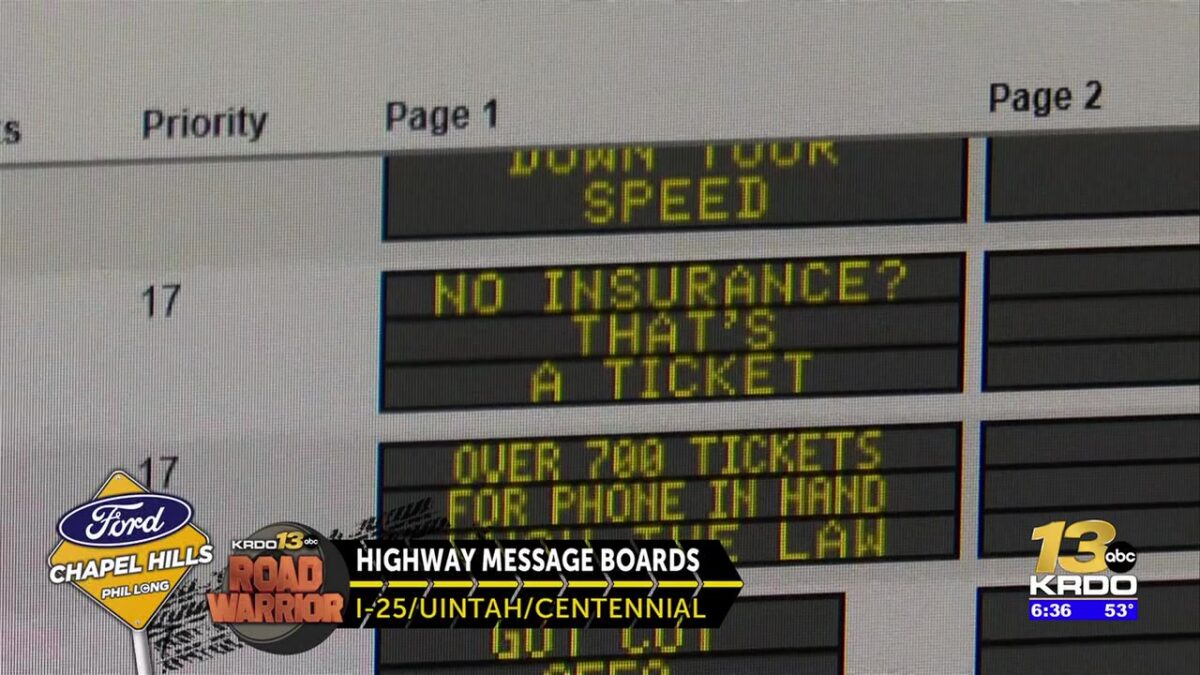 Priority
Page 1
Page 2
SPEED
17
NO INSURANCE?
THAT'S
A TICKET
17
OVER 700 TICKETS
FOR PHONE IN HAND
LAW
Ford
CHAPEL HILLS
PHIL LONG
KRDO 13 abc
ROAD
WARRIOR
HIGHWAY MESSAGE BOARDS
I-25/UINTAH/CENTENNIAL
13 abc
KRDO
6:36 53°